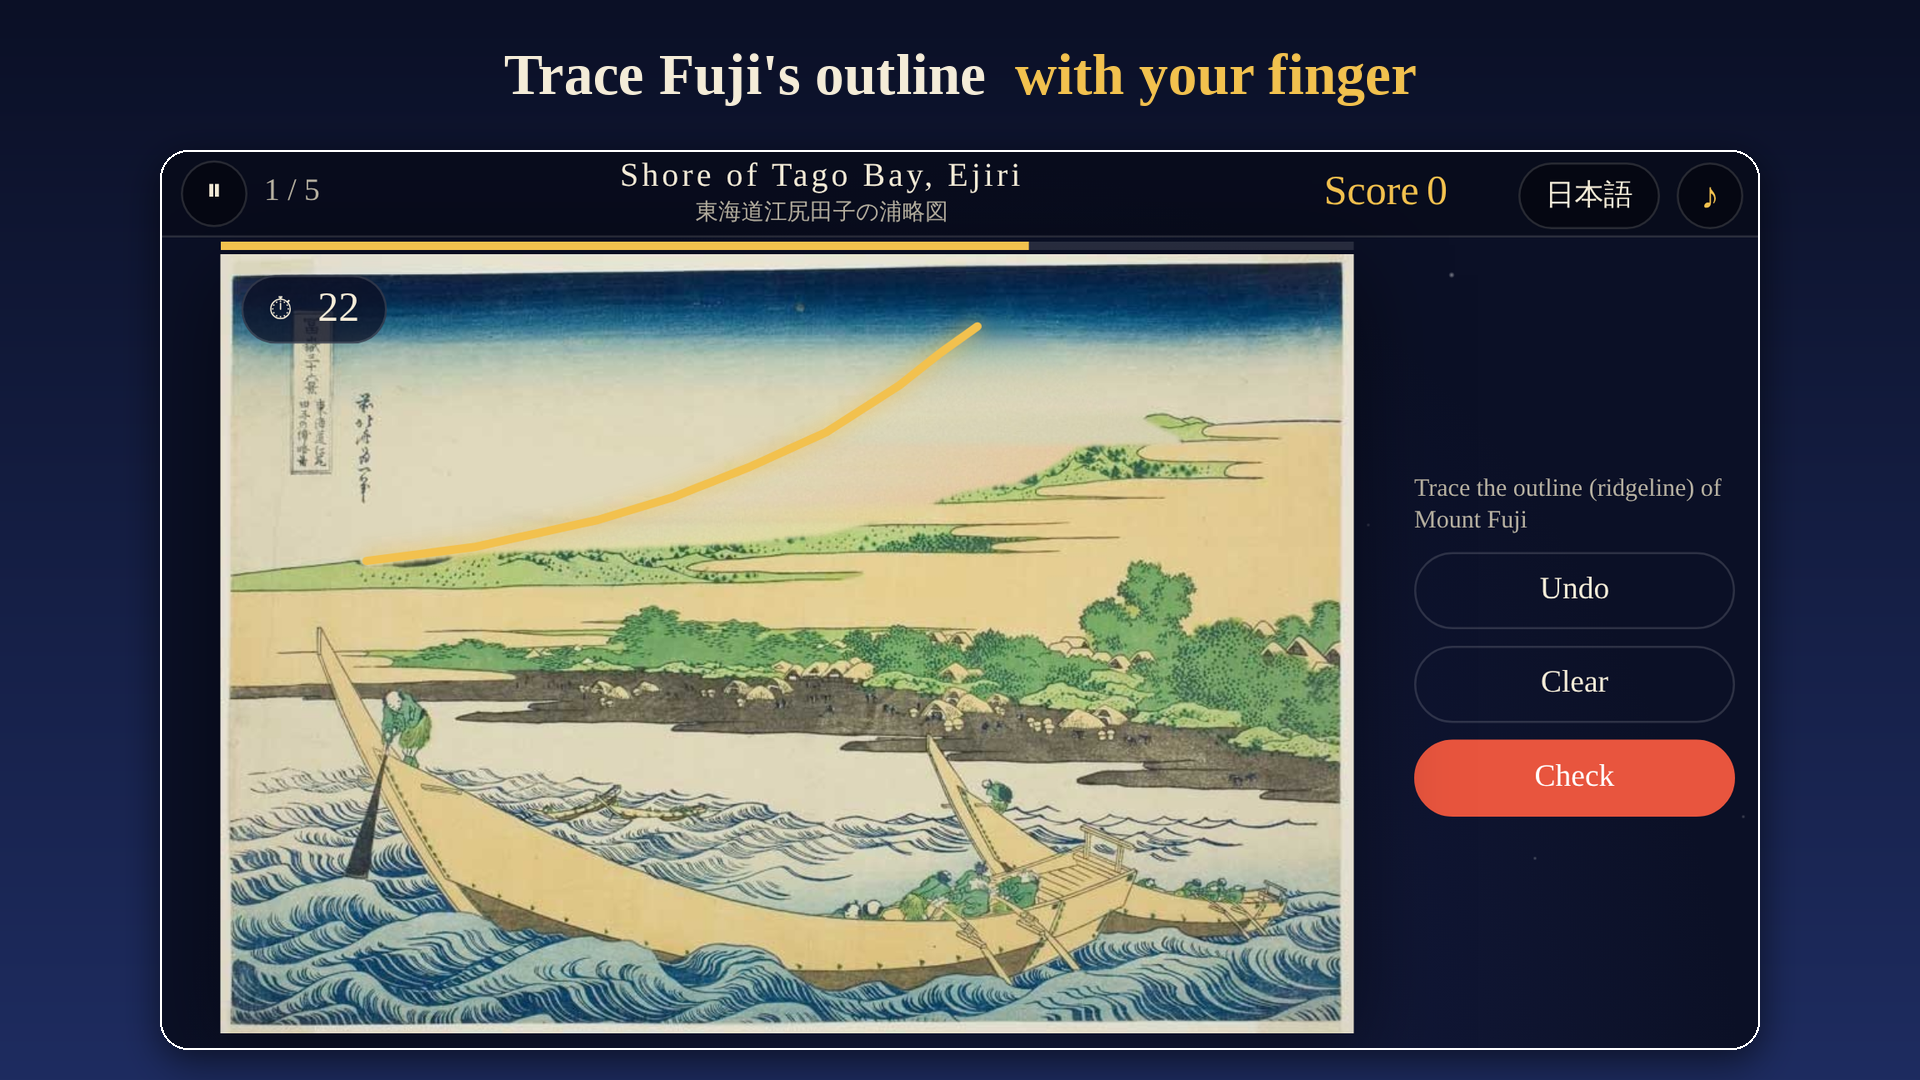 Trace Fuji's outline with your finger
1 / 5
Shore of Tago Bay, Ejiri
東海道江尻田子の浦略図
Score 0
日本語
♪
22
Trace the outline (ridgeline) of
Mount Fuji
Undo
Clear
Check